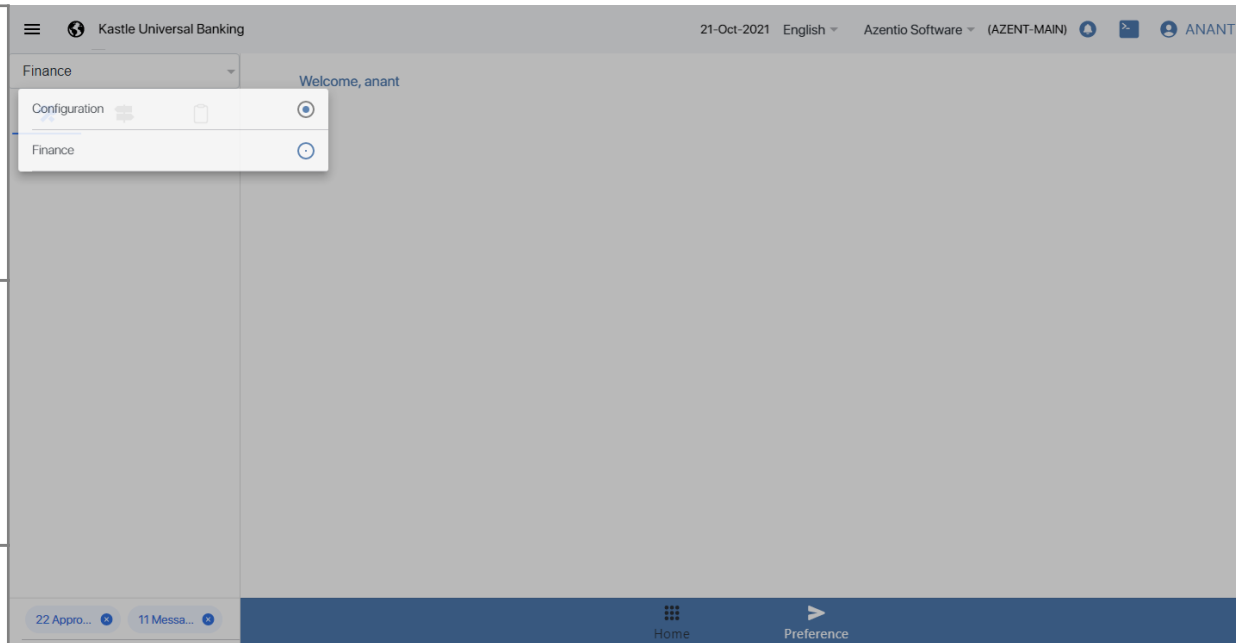 Kastle Universal Banking 21-Oct-2021 English Azentio Software (AZENT-MAIN) ANANT
Finance
Welcome, anant
Configuration
Finance
22 Appro... 11 Messa...
Home Preference